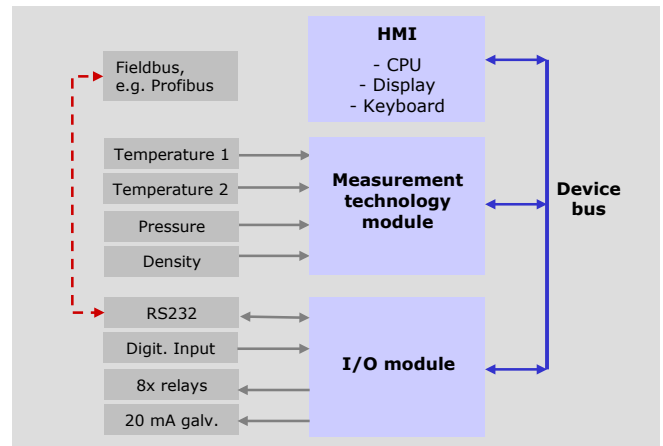 HMI
- CPU
- Display
- Keyboard
Fieldbus,
e.g. Profibus
Temperature 1
Temperature 2
Pressure
Density
Measurement
technology
module
Device
bus
RS232
Digit. Input
8x relays
20 mA galv.
I/O module